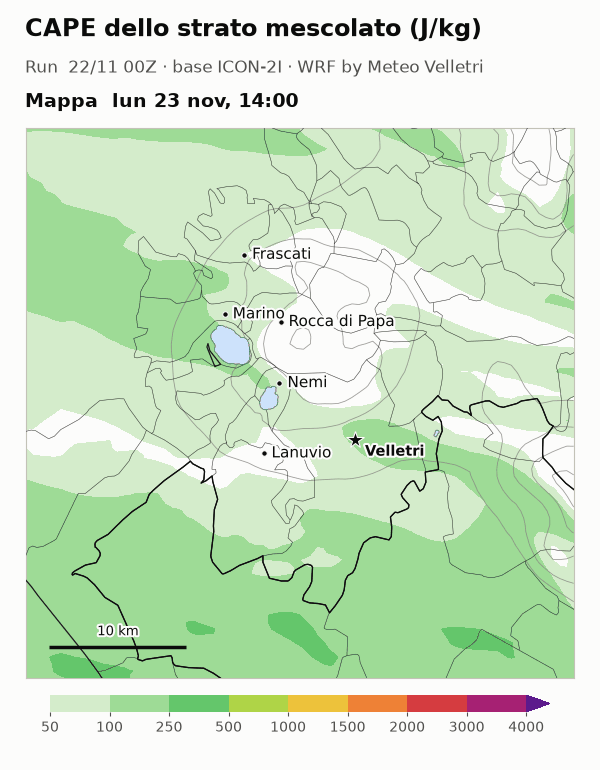 CAPE dello strato mescolato (J/kg)
Run  22/11 00Z · base ICON-2I · WRF by Meteo Velletri
Mappa  lun 23 nov, 14:00
Frascati
Marino
Rocca di Papa
Nemi
Velletri
Lanuvio
10 km
50 100 250 500 1000 1500 2000 3000 4000